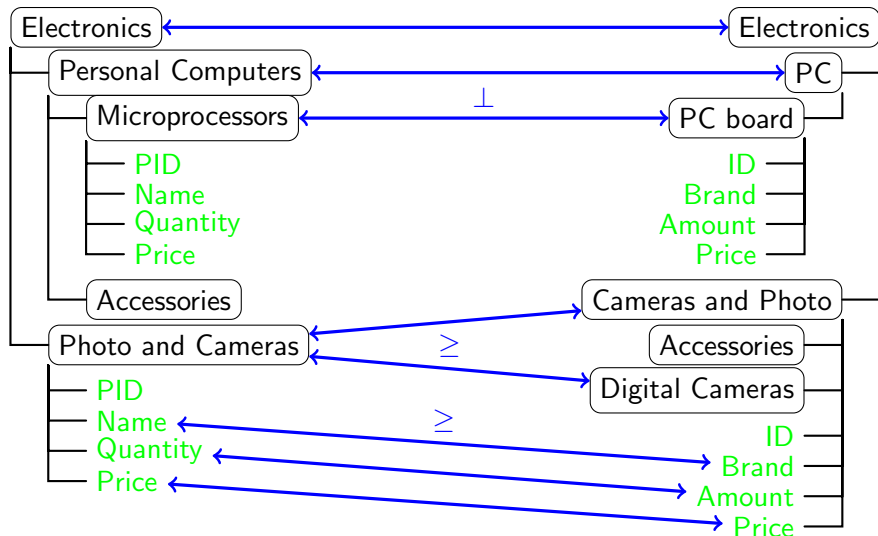 Electronics Electronics
Personal Computers PC
⊥
Microprocessors PC board
PID ID
Name Brand
Quantity Amount
Price Price
Accessories Cameras and Photo
Photo and Cameras ≥ Accessories
PID Digital Cameras
Name ≥ ID
Quantity Brand
Price Amount
Price